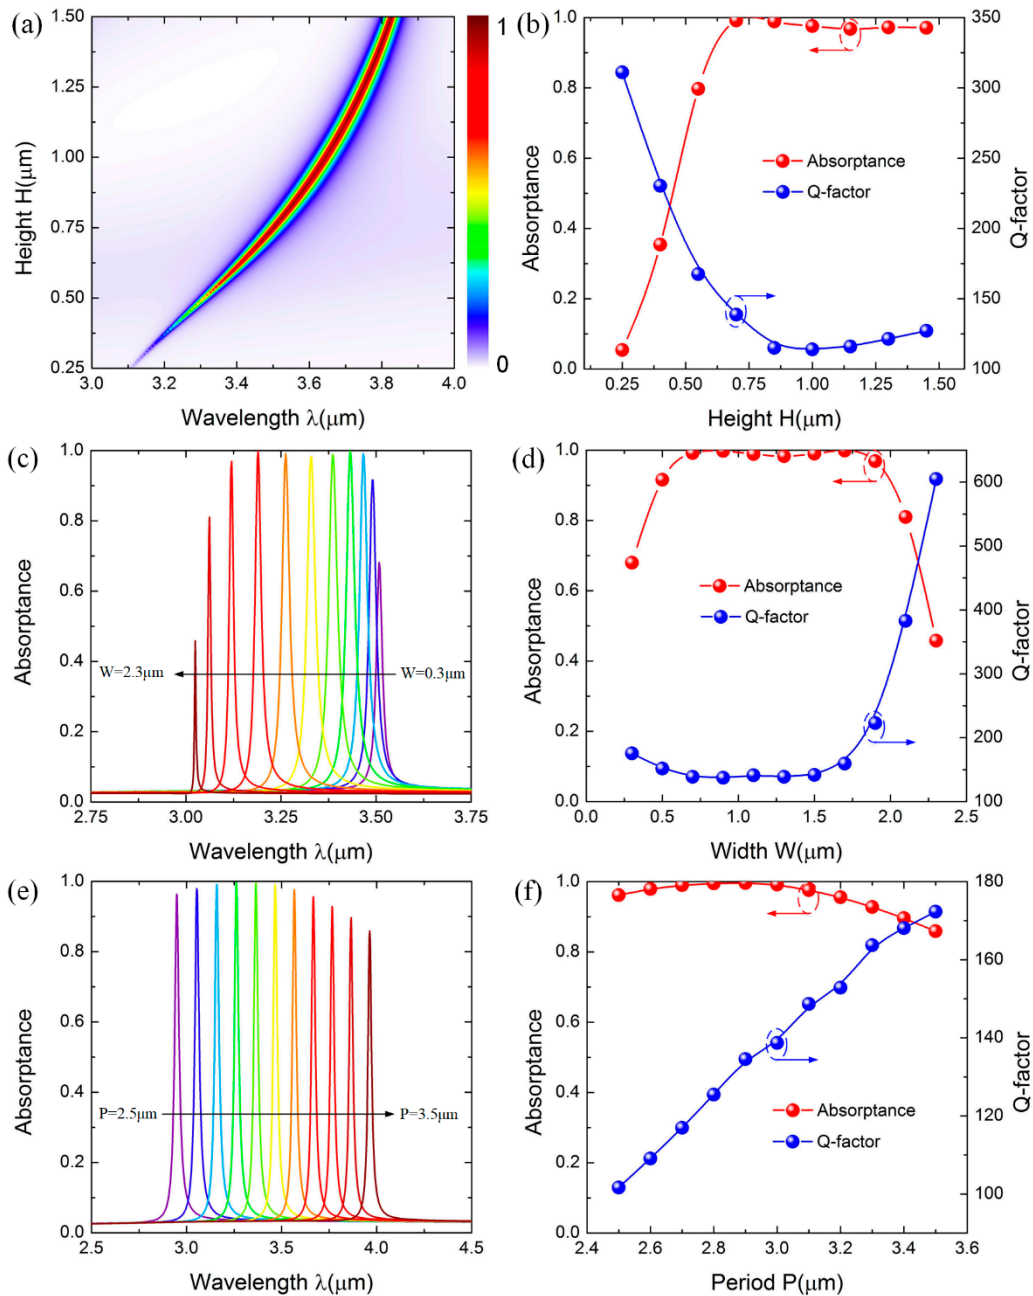 (a)
1.50
1.25
1.00
0.75
0.50
0.25
Height H(μm)
3.0 3.2 3.4 3.6 3.8 4.0
Wavelength λ(μm)
1
0
(b)
1.0
0.8
0.6
0.4
0.2
0.0
Absorptance
350
300
250
200
150
100
Q-factor
Absorptance
Q-factor
0.25 0.50 0.75 1.00 1.25 1.50
Height H(μm)
(c)
1.0
0.8
0.6
0.4
0.2
0.0
Absorptance
W=2.3μm W=0.3μm
2.75 3.00 3.25 3.50 3.75
Wavelength λ(μm)
(d)
1.0
0.8
0.6
0.4
0.2
0.0
Absorptance
600
500
400
300
200
100
Q-factor
Absorptance
Q-factor
0.0 0.5 1.0 1.5 2.0 2.5
Width W(μm)
(e)
1.0
0.8
0.6
0.4
0.2
0.0
Absorptance
P=2.5μm P=3.5μm
2.5 3.0 3.5 4.0 4.5
Wavelength λ(μm)
(f)
1.0
0.8
0.6
0.4
0.2
0.0
Absorptance
180
160
140
120
100
Q-factor
Absorptance
Q-factor
2.4 2.6 2.8 3.0 3.2 3.4 3.6
Period P(μm)